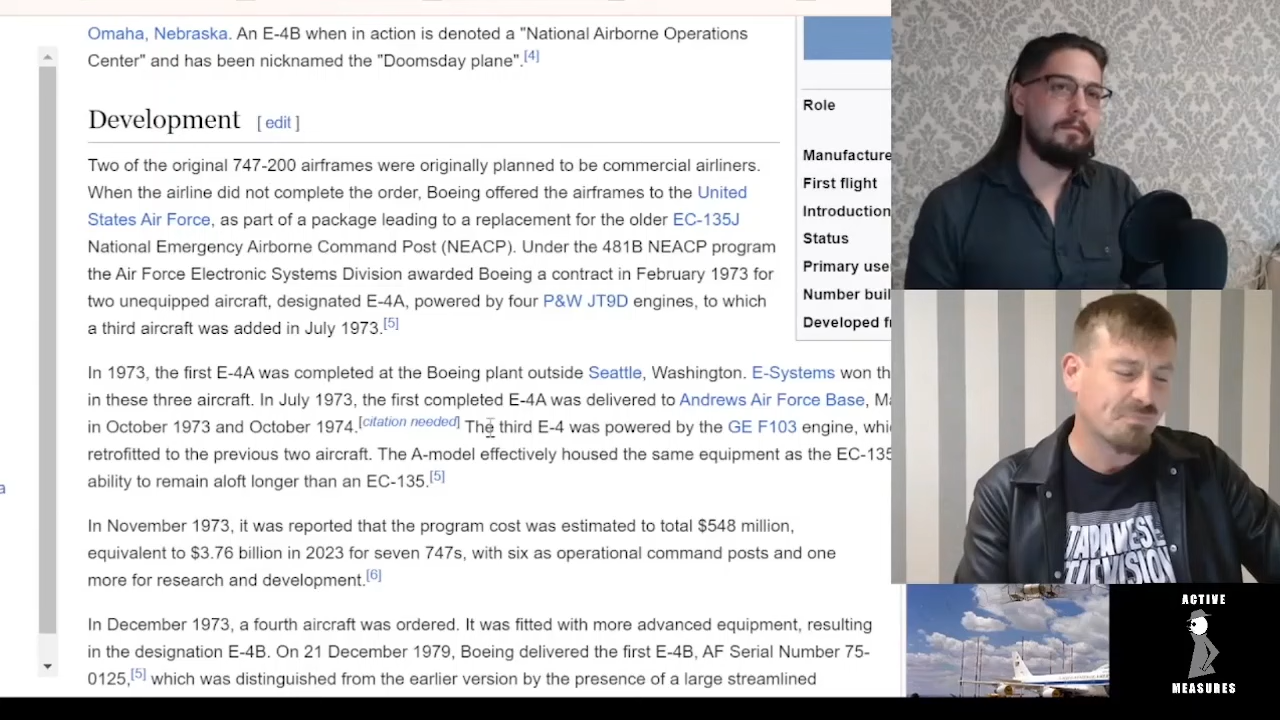 Omaha, Nebraska. An E-4B when in action is denoted a "National Airborne Operations
Center" and has been nicknamed the "Doomsday plane".[4]
Development [ edit ]
Two of the original 747-200 airframes were originally planned to be commercial airliners.
When the airline did not complete the order, Boeing offered the airframes to the United
States Air Force, as part of a package leading to a replacement for the older EC-135J
National Emergency Airborne Command Post (NEACP). Under the 481B NEACP program
the Air Force Electronic Systems Division awarded Boeing a contract in February 1973 for
two unequipped aircraft, designated E-4A, powered by four P&W JT9D engines, to which
a third aircraft was added in July 1973.[5]
In 1973, the first E-4A was completed at the Boeing plant outside Seattle, Washington. E-Systems won th
in these three aircraft. In July 1973, the first completed E-4A was delivered to Andrews Air Force Base, Ma
in October 1973 and October 1974.[citation needed] The third E-4 was powered by the GE F103 engine, whi
retrofitted to the previous two aircraft. The A-model effectively housed the same equipment as the EC-135
ability to remain aloft longer than an EC-135.[5]
In November 1973, it was reported that the program cost was estimated to total $548 million,
equivalent to $3.76 billion in 2023 for seven 747s, with six as operational command posts and one
more for research and development.[6]
In December 1973, a fourth aircraft was ordered. It was fitted with more advanced equipment, resulting
in the designation E-4B. On 21 December 1979, Boeing delivered the first E-4B, AF Serial Number 75-
0125,[5] which was distinguished from the earlier version by the presence of a large streamlined
a
Role
Manufacture
First flight
Introduction
Status
Primary use
Number buil
Developed f
JAPANESE
TELEVISION
ACTIVE
MEASURES